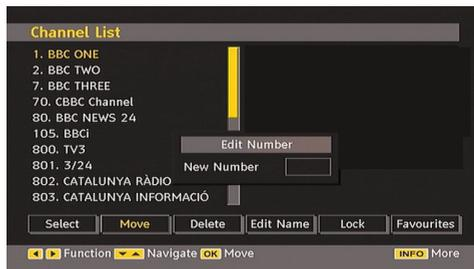 Channel List
1. BBC ONE
2. BBC TWO
7. BBC THREE
70. CBBC Channel
80. BBC NEWS 24
105. BBCi
800. TV3
801. 3/24
802. CATALUNYA RÀDIO
803. CATALUNYA INFORMACIÓ
Edit Number
New Number
Select Move Delete Edit Name Lock Favourites
Function Navigate OK Move INFO More